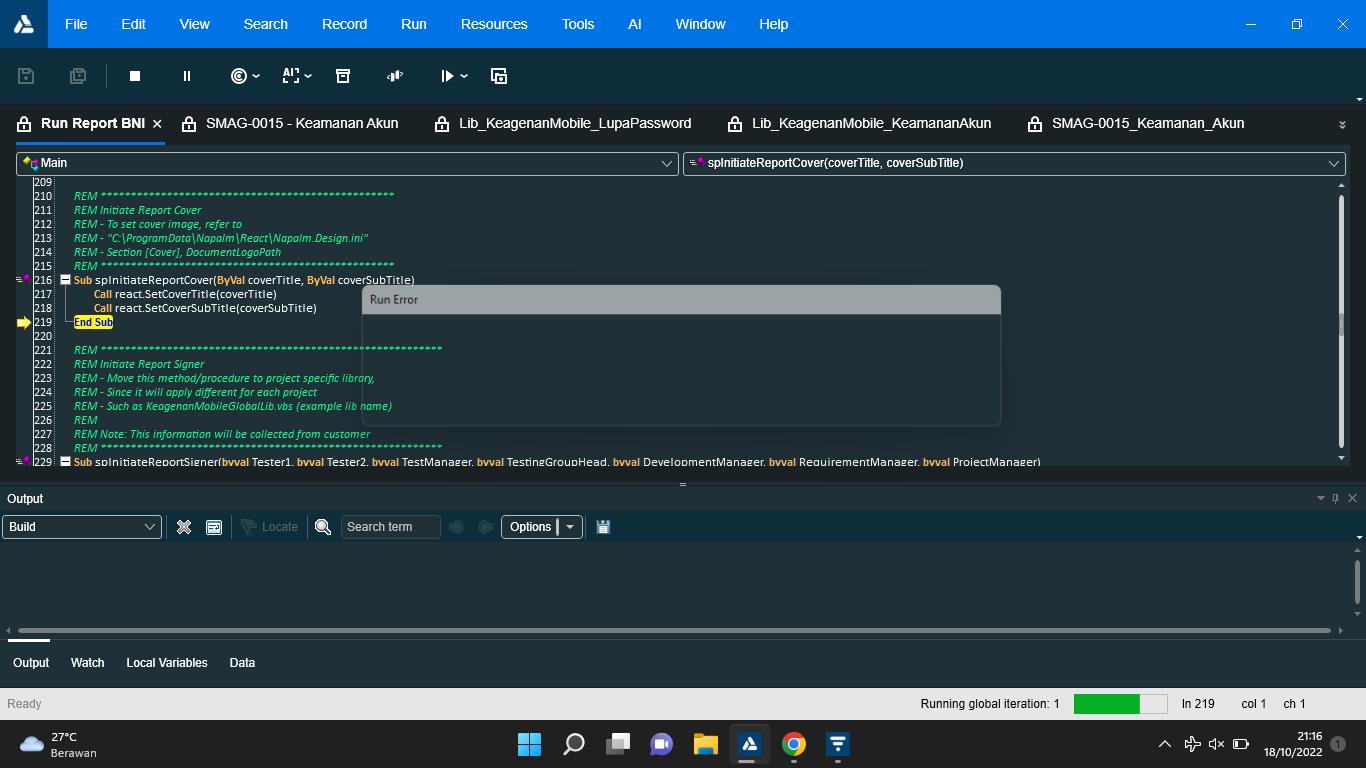 File Edit View Search Record Run Resources Tools AI Window Help
AI
Run Report BNI SMAG-0015 - Keamanan Akun Lib_KeagenanMobile_LupaPassword Lib_KeagenanMobile_KeamananAkun SMAG-0015_Keamanan_Akun
Main spInitiateReportCover(coverTitle, coverSubTitle)
209
210 REM *************************************************
211 REM Initiate Report Cover
212 REM - To set cover image, refer to
213 REM - "C:\ProgramData\Napalm\React\Napalm.Design.ini"
214 REM - Section [Cover], DocumentLogoPath
215 REM *************************************************
216 Sub spInitiateReportCover(ByVal coverTitle, ByVal coverSubTitle)
217 Call react.SetCoverTitle(coverTitle)
218 Call react.SetCoverSubTitle(coverSubTitle)
Run Error
219 End Sub
220
221 REM *********************************************************
222 REM Initiate Report Signer
223 REM - Move this method/procedure to project specific library,
224 REM - Since it will apply different for each project
225 REM - Such as KeagenanMobileGlobalLib.vbs (example lib name)
226 REM
227 REM Note: This information will be collected from customer
228 REM *********************************************************
229 Sub spInitiateReportSigner(byval Tester1, byval Tester2, byval TestManager, byval TestingGroupHead, byval DevelopmentManager, byval RequirementManager, byval ProjectManager)
Output
Build Locate Search term Options
Output Watch Local Variables Data
Ready Running global iteration: 1 ln 219 col 1 ch 1
27°C
Berawan
21:16
18/10/2022
1